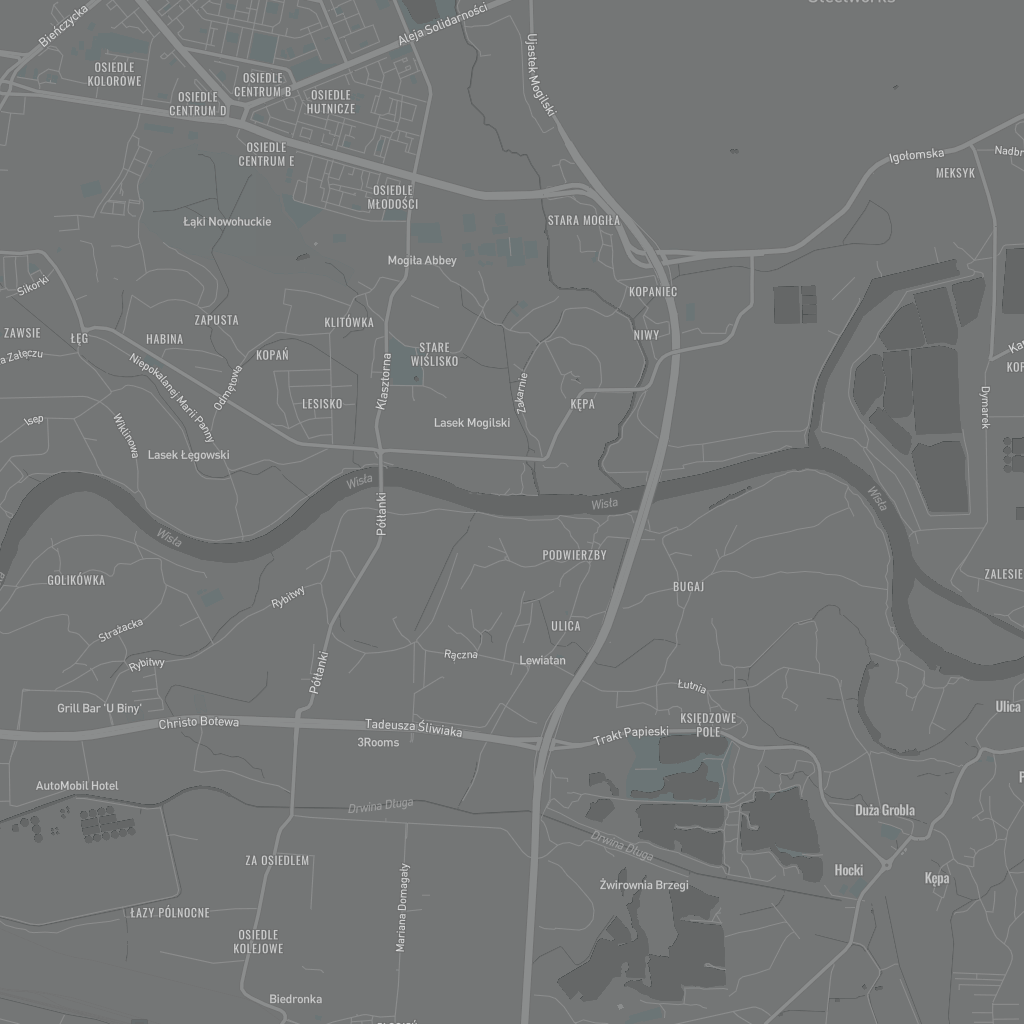 Steelworks
Bieńczycka
Aleja Solidarności
Ujastek Mogilski
OSIEDLE
KOLOROWE
OSIEDLE
CENTRUM B
OSIEDLE
CENTRUM D
OSIEDLE
HUTNICZE
OSIEDLE
CENTRUM E
Igołomska
MEKSYK
OSIEDLE
MŁODOŚCI
Łąki Nowohuckie
STARA MOGIŁA
Mogiła Abbey
Sikorki
KOPANIEC
ZAWSIE
ŁĘG
HABINA
ZAPUSTA
KLITÓWKA
NIWY
KOPAŃ
STARE
WIŚLISKO
Niepokalanej Marii Panny
Odmętowa
Klasztorna
Zakarnie
Dymarek
LESISKO
KĘPA
Isep
Wiklinowa
Lasek Mogilski
Lasek Łęgowski
Wisła
Wisła
Wisła
Wisła
Półłanki
PODWIERZBY
GOLIKÓWKA
BUGAJ
ZALESIE
Rybitwy
Strażacka
ULICA
Rybitwy
Rączna
Lewiatan
Półłanki
Łutnia
Grill Bar 'U Biny'
Ulica
Christo Botewa
Tadeusza Śliwiaka
3Rooms
Trakt Papieski
KSIĘDZOWE
POLE
AutoMobil Hotel
Drwina Długa
Duża Grobla
Drwina Długa
ZA OSIEDLEM
Hocki
Kępa
Żwirownia Brzegi
Mariana Domagały
ŁAZY PÓLNOCNE
OSIEDLE
KOLEJOWE
Biedronka